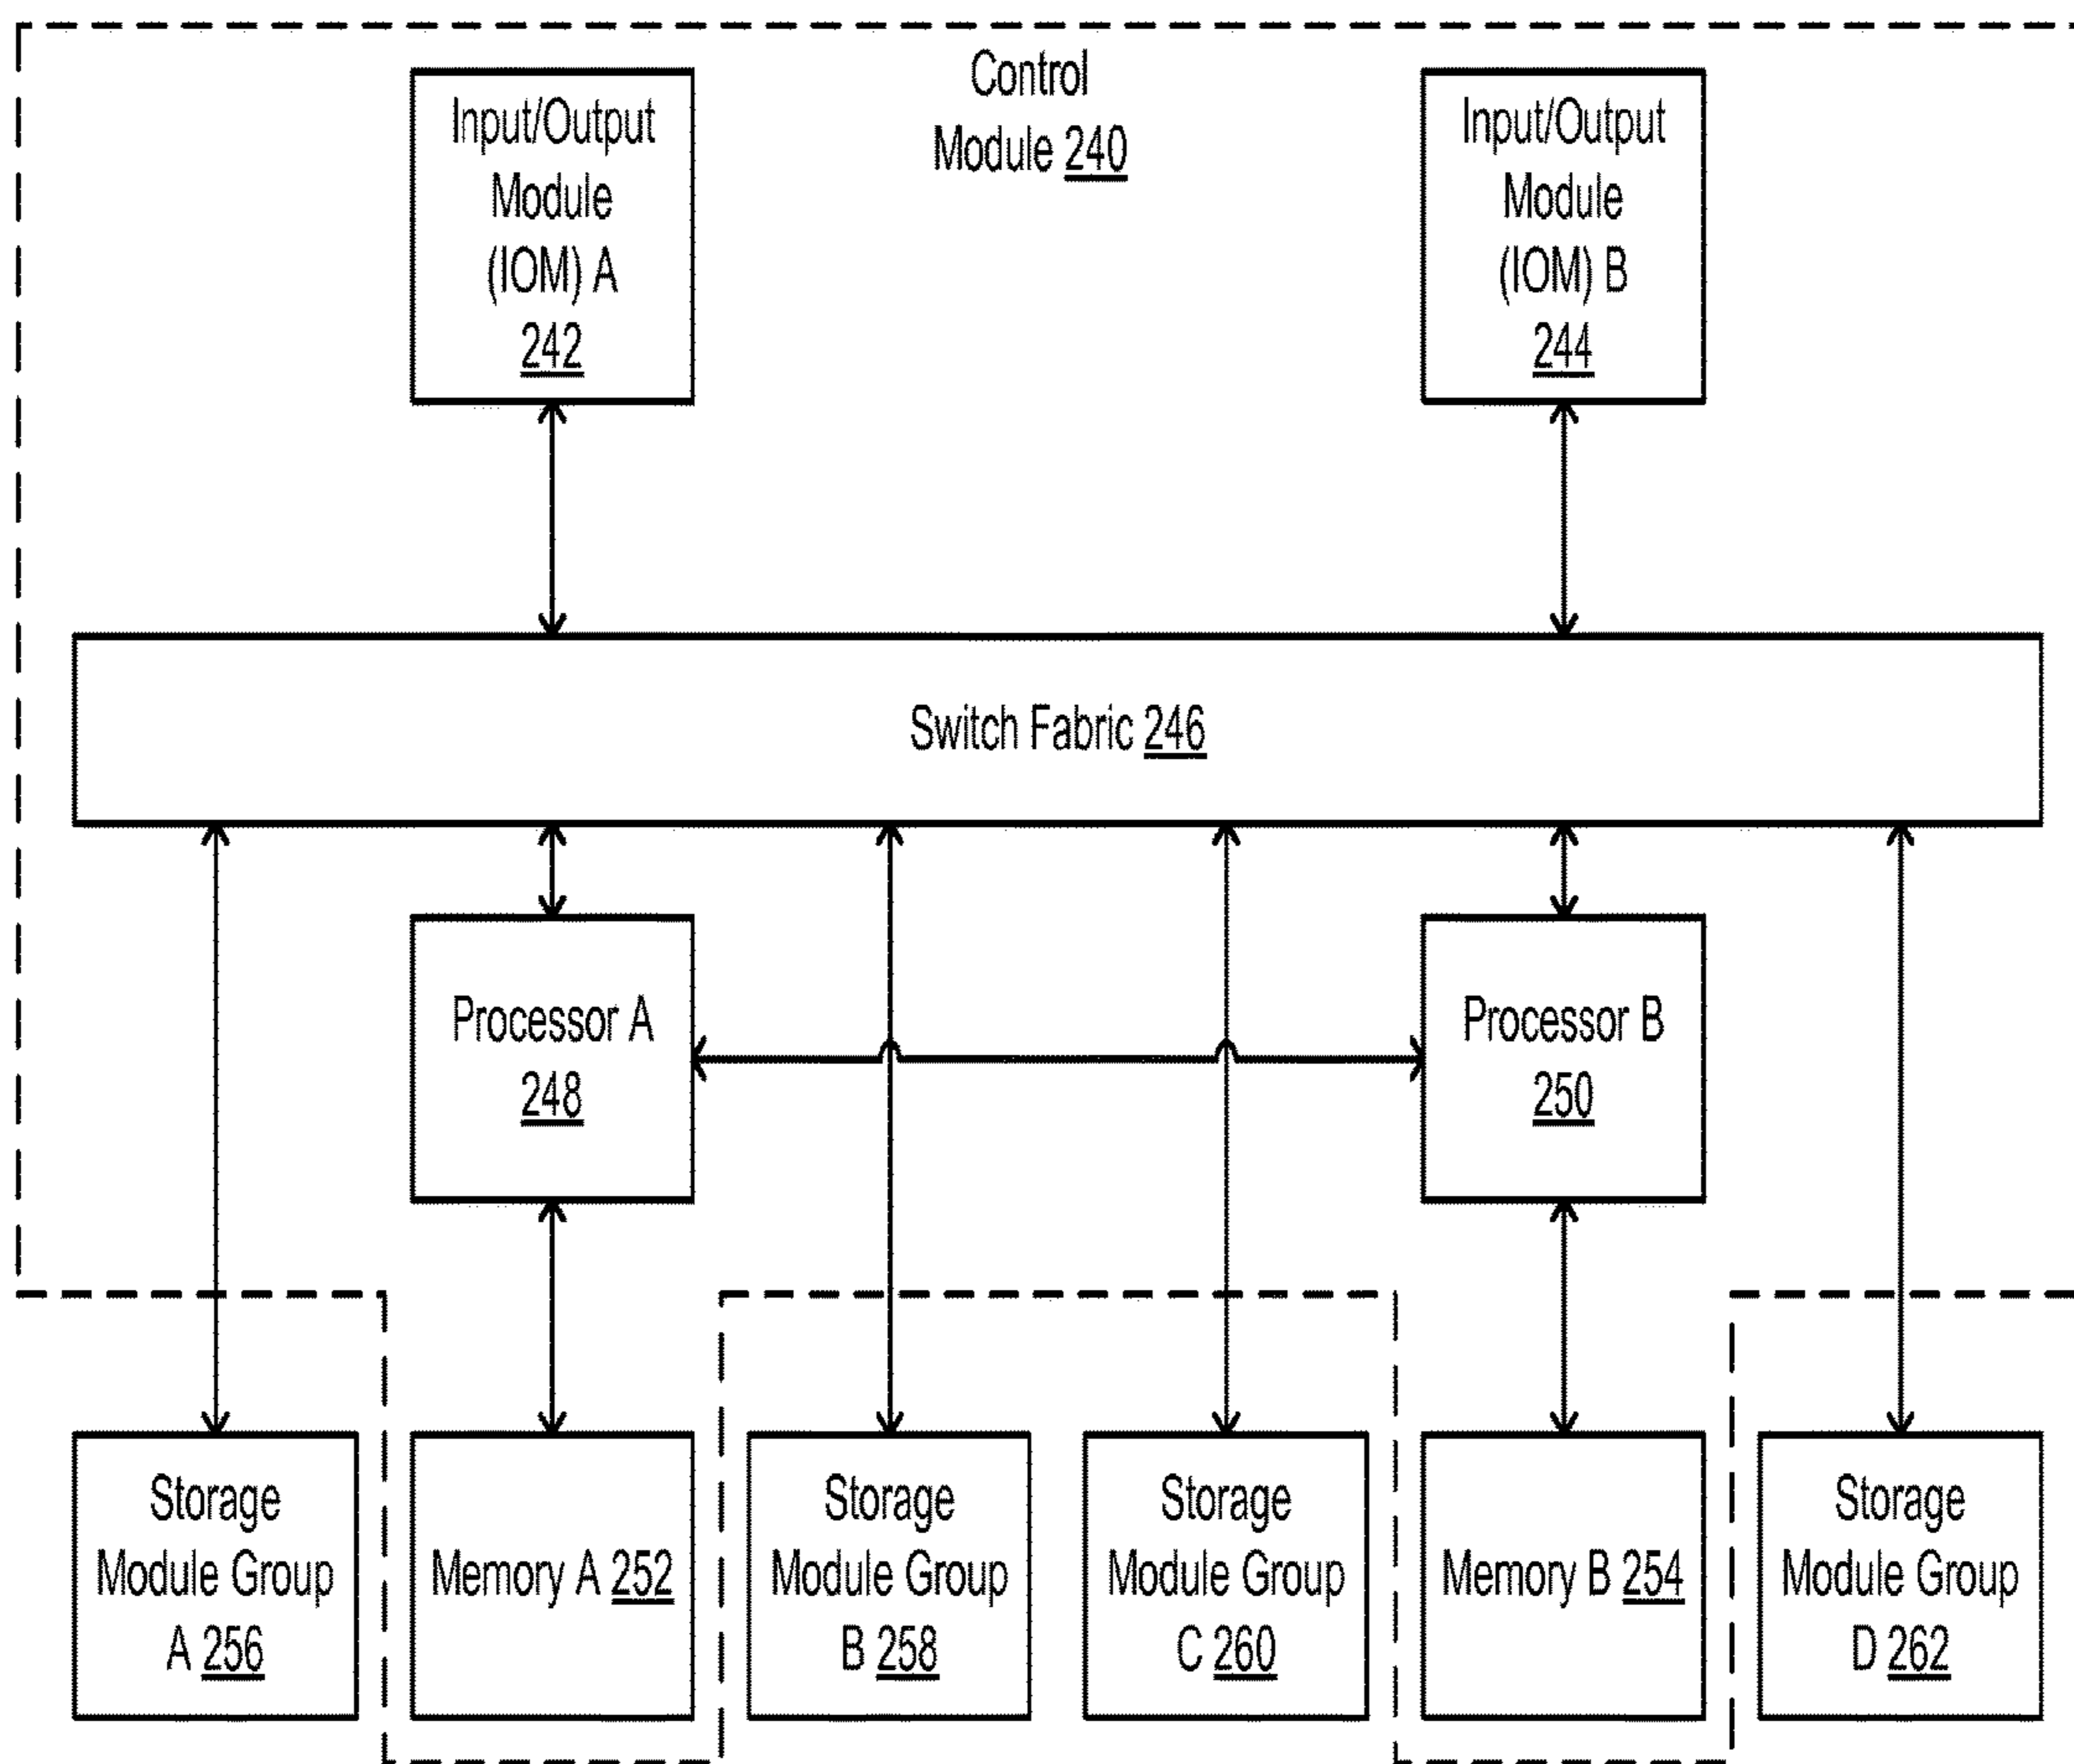 Control
Module 240
Input/Output
Module
(IOM) A
242
Input/Output
Module
(IOM) B
244
Switch Fabric 246
Processor A
248
Processor B
250
Storage
Module Group
A 256
Memory A 252
Storage
Module Group
B 258
Storage
Module Group
C 260
Memory B 254
Storage
Module Group
D 262